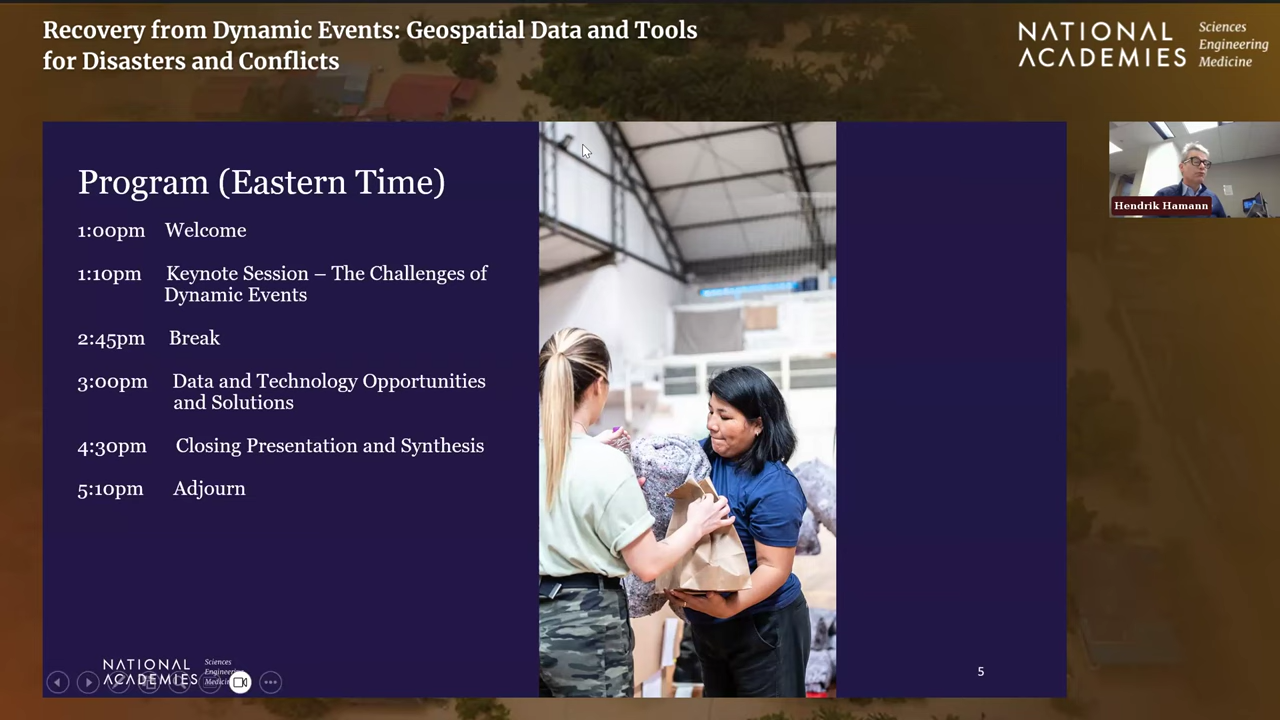 Recovery from Dynamic Events: Geospatial Data and Tools
for Disasters and Conflicts
NATIONAL
ACADEMIES
Sciences
Engineering
Medicine
Program (Eastern Time)
1:00pm Welcome
1:10pm Keynote Session – The Challenges of
Dynamic Events
2:45pm Break
3:00pm Data and Technology Opportunities
and Solutions
4:30pm Closing Presentation and Synthesis
5:10pm Adjourn
Hendrik Hamann
NATIONAL
ACADEMIES
Sciences
Engineering
Medicine
5